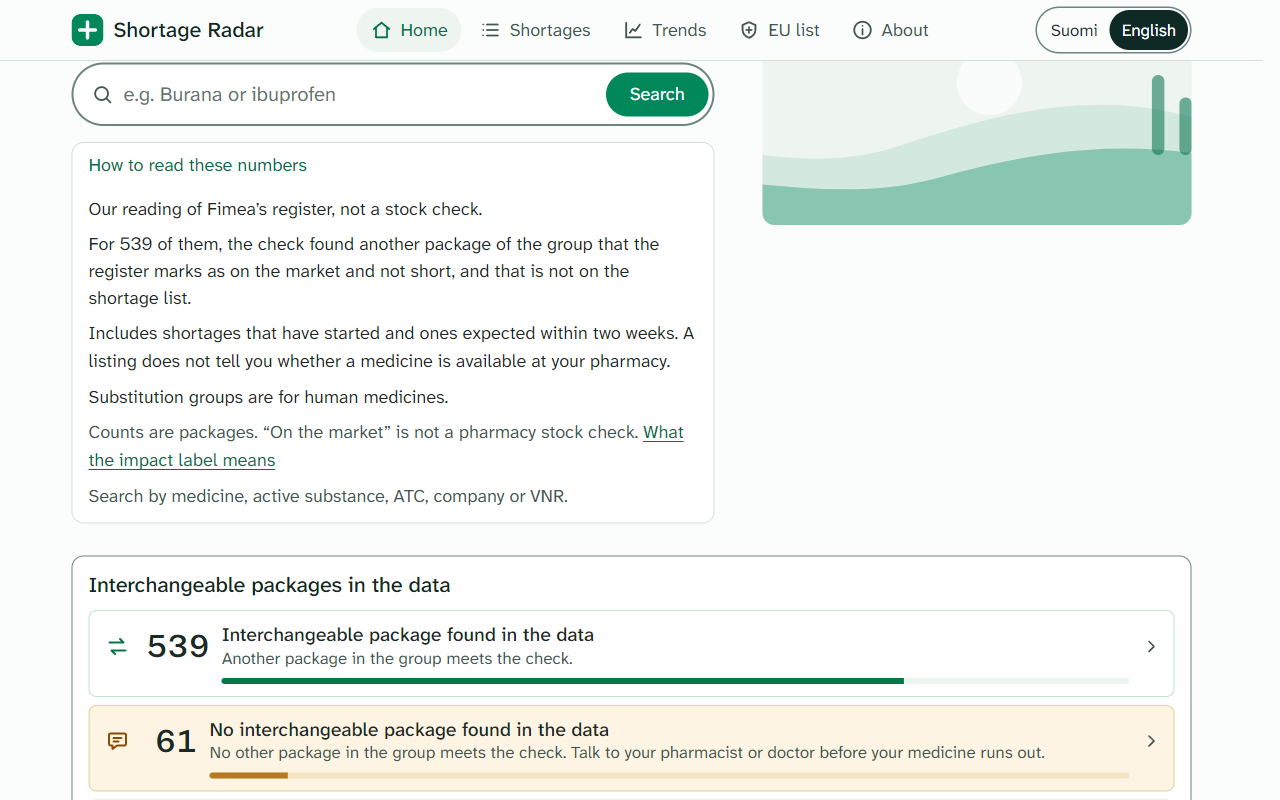 Shortage Radar
Home
Shortages
Trends
EU list
About
Suomi
English
e.g. Burana or ibuprofen
Search
How to read these numbers
Our reading of Fimea’s register, not a stock check.
For 539 of them, the check found another package of the group that the
register marks as on the market and not short, and that is not on the
shortage list.
Includes shortages that have started and ones expected within two weeks. A
listing does not tell you whether a medicine is available at your pharmacy.
Substitution groups are for human medicines.
Counts are packages. “On the market” is not a pharmacy stock check. What
the impact label means
Search by medicine, active substance, ATC, company or VNR.
Interchangeable packages in the data
539
Interchangeable package found in the data
Another package in the group meets the check.
61
No interchangeable package found in the data
No other package in the group meets the check. Talk to your pharmacist or doctor before your medicine runs out.